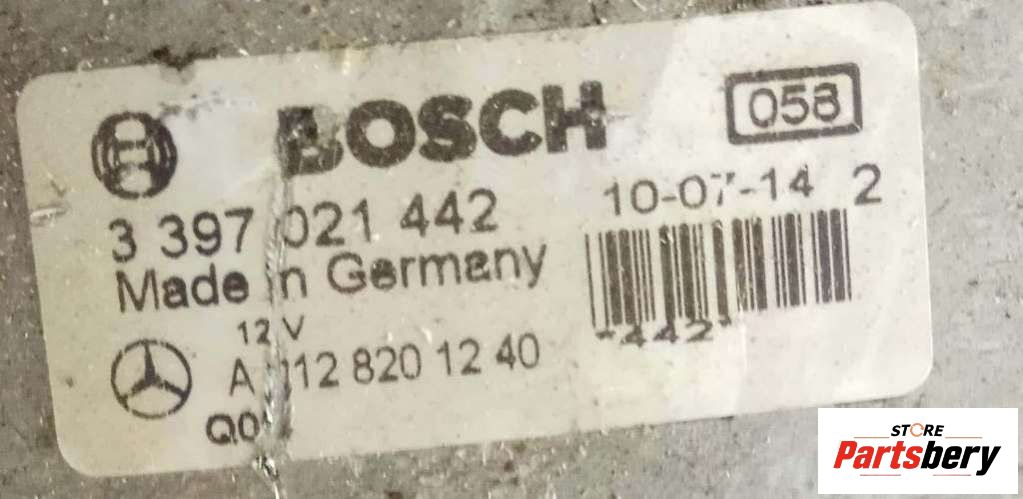 BOSCH 058
3 397 021 442 10-07-14 2
Made in Germany
*442*
12 V
A 820 12 40
STORE
Partsbery